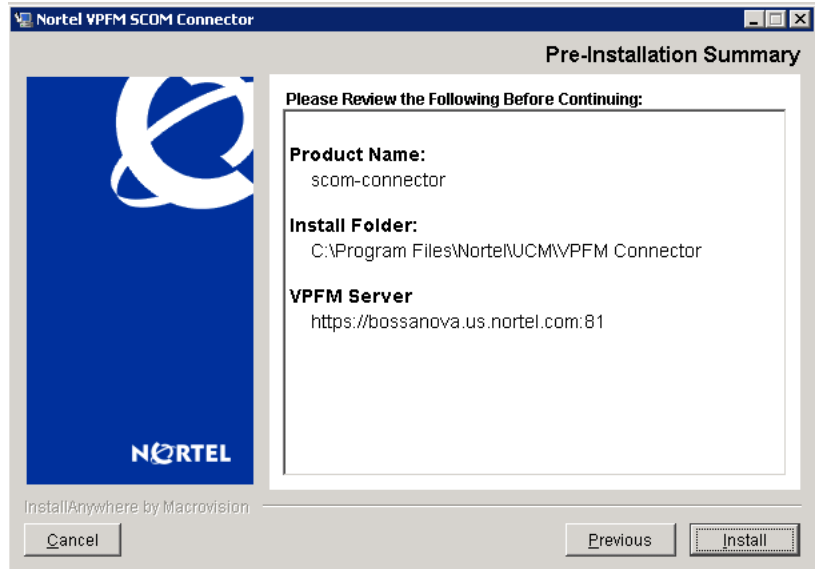 Nortel VPFM SCOM Connector
Pre-Installation Summary
Please Review the Following Before Continuing:
Product Name:
scom-connector
Install Folder:
C:\Program Files\Nortel\UCM\VPFM Connector
VPFM Server
https://bossanova.us.nortel.com:81
NORTEL
InstallAnywhere by Macrovision
Cancel
Previous
Install